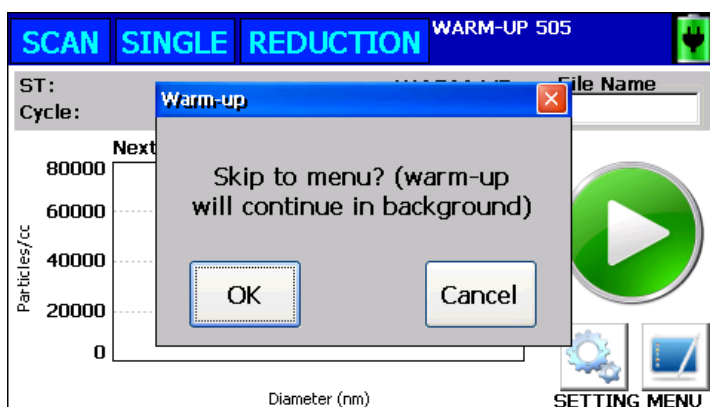 SCAN SINGLE REDUCTION WARM-UP 505
ST:
File Name
Cycle:
Warm-up
Next
Skip to menu? (warm-up
will continue in background)
OK Cancel
80000
60000
40000
20000
0
Particles/cc
Diameter (nm)
SETTING MENU